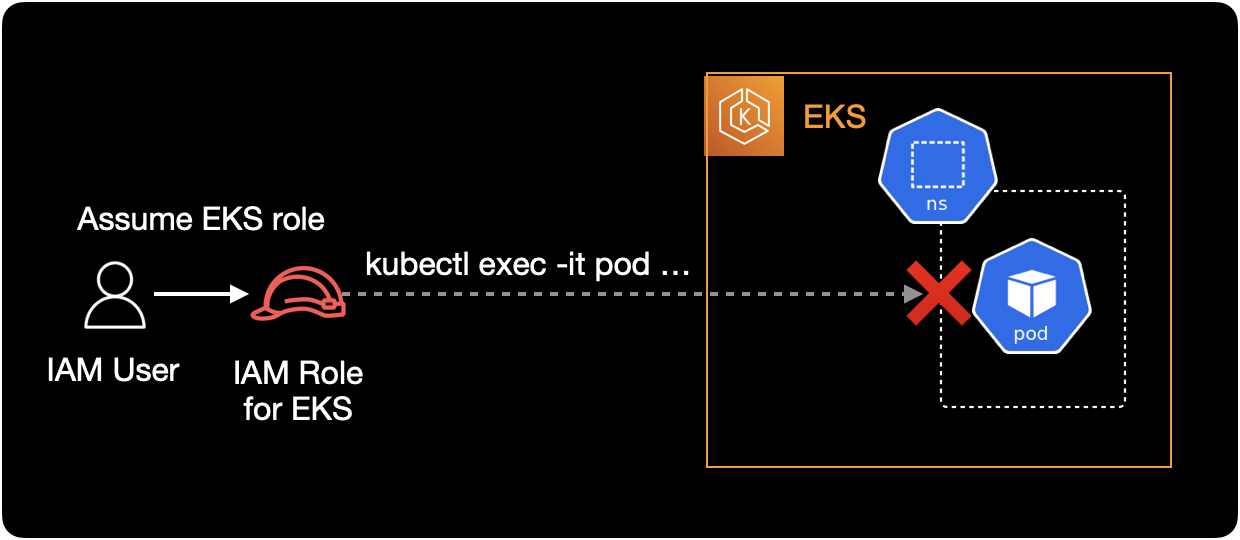 EKS
ns
Assume EKS role
kubectl exec -it pod ...
pod
IAM User
IAM Role
for EKS